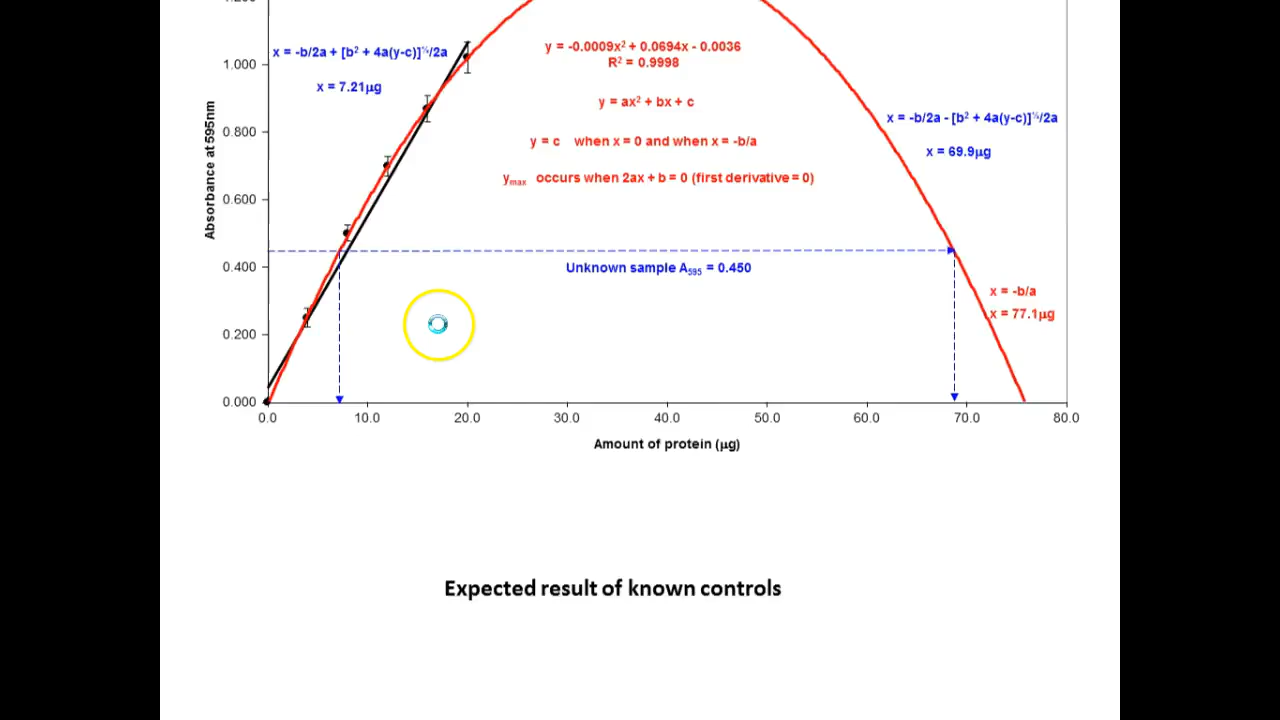 1.000
0.800
0.600
0.400
0.200
0.000
Absorbance at 595nm
x = -b/2a + [b² + 4a(y-c)]^½/2a
x = 7.21µg
y = -0.0009x² + 0.0694x - 0.0036
R² = 0.9998
y = ax² + bx + c
y = c when x = 0 and when x = -b/a
yₘₐₓ occurs when 2ax + b = 0 (first derivative = 0)
x = -b/2a - [b² + 4a(y-c)]^½/2a
x = 69.9µg
Unknown sample A₅₉₅ = 0.450
x = -b/a
x = 77.1µg
0.0 10.0 20.0 30.0 40.0 50.0 60.0 70.0 80.0
Amount of protein (µg)
Expected result of known controls